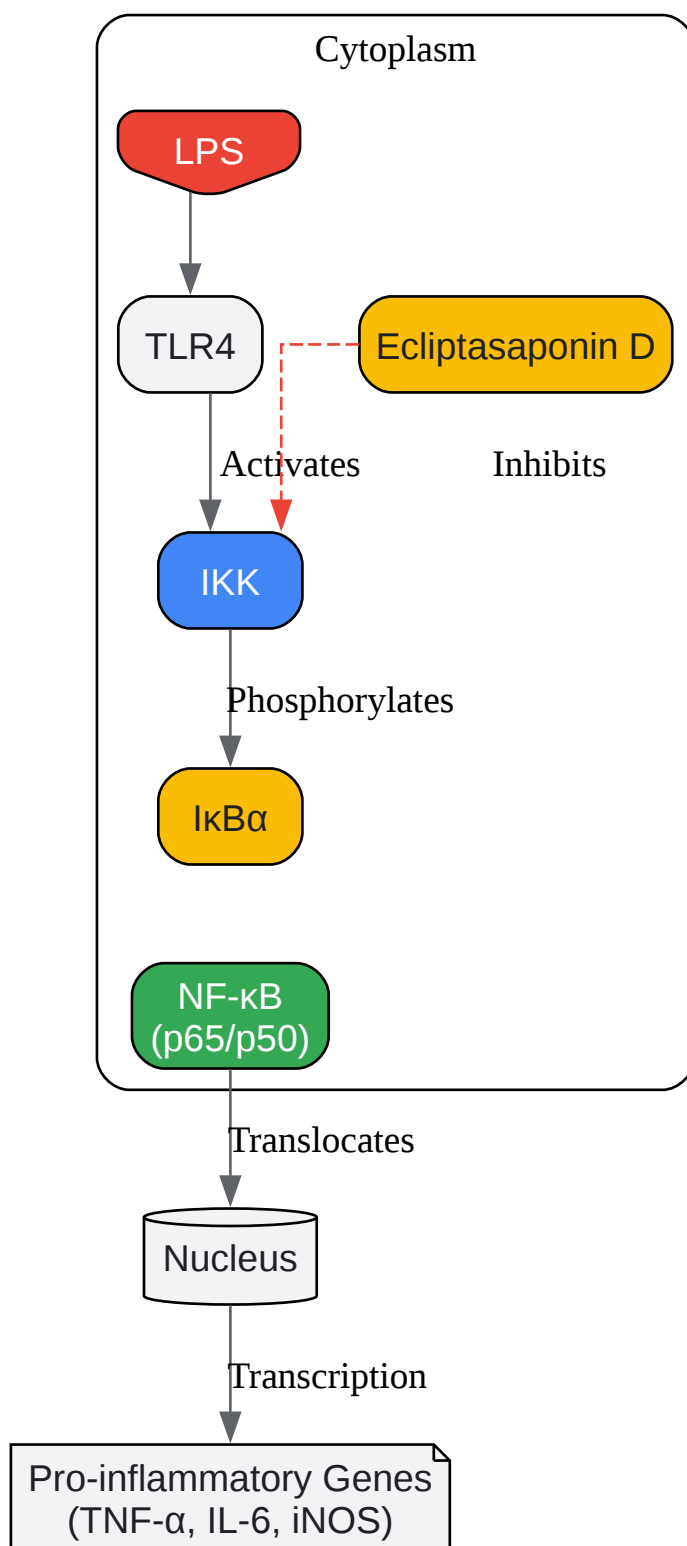 Cytoplasm
LPS
TLR4
Ecliptasaponin D
Activates
Inhibits
IKK
Phosphorylates
IκBα
NF-κB
(p65/p50)
Translocates
Nucleus
Transcription
Pro-inflammatory Genes
(TNF-α, IL-6, iNOS)